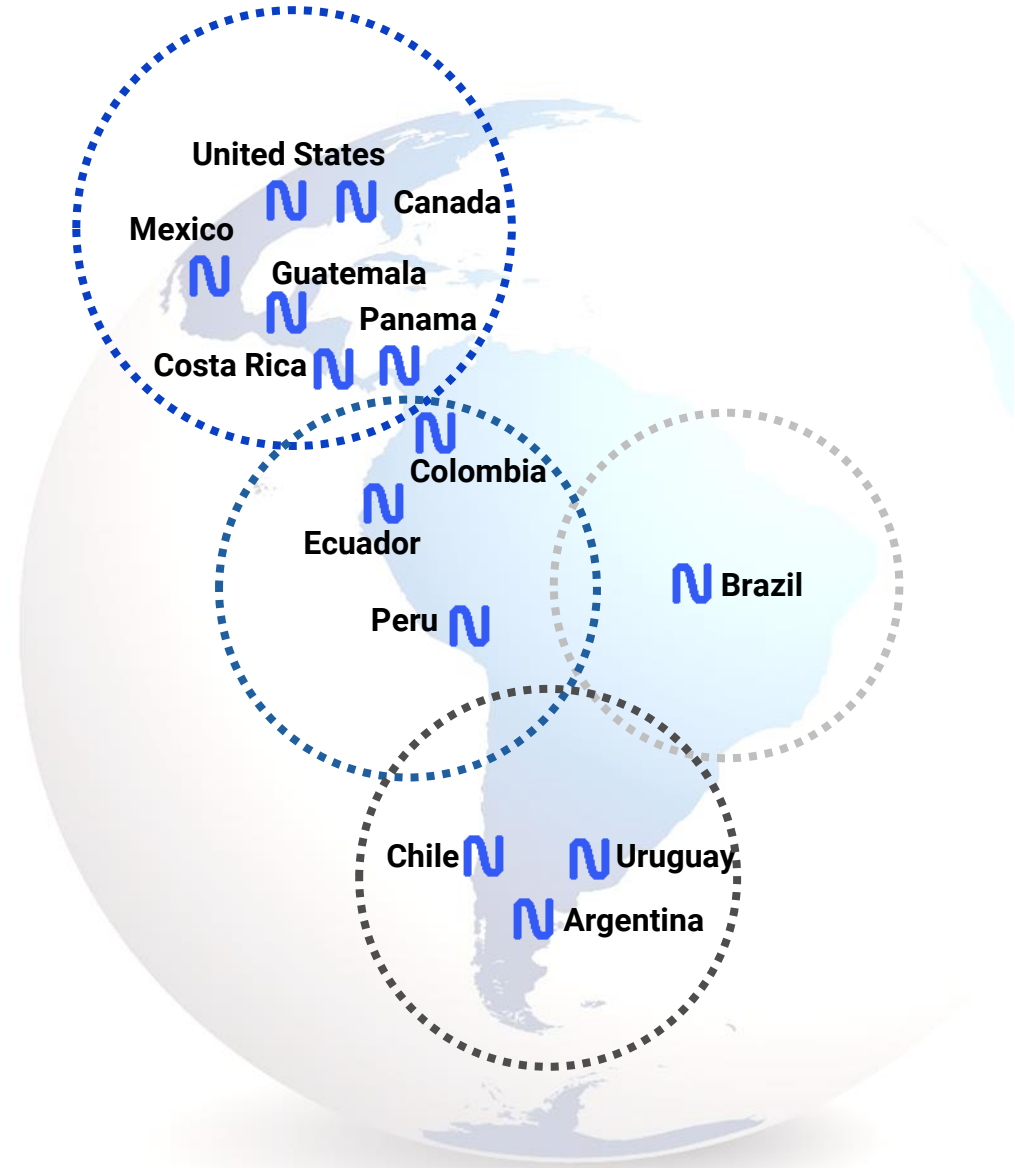 United States
Canada
Mexico
Guatemala
Panama
Costa Rica
Colombia
Ecuador
Brazil
Peru
Chile
Uruguay
Argentina